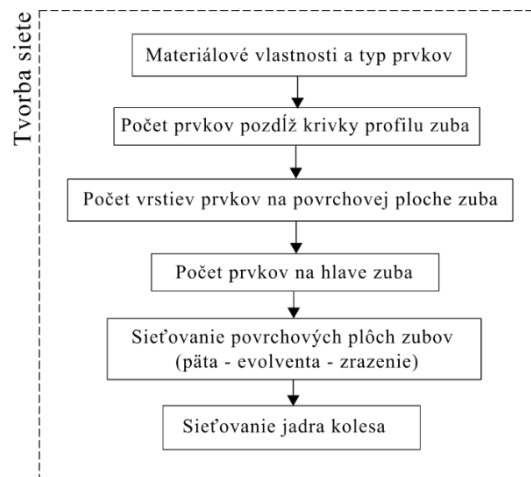 Tvorba siete
Materiálové vlastnosti a typ prvkov
Počet prvkov pozdĺž krivky profilu zuba
Počet vrstiev prvkov na povrchovej ploche zuba
Počet prvkov na hlave zuba
Sieťovanie povrchových plôch zubov
(päta - evolventa - zrazenie)
Sieťovanie jadra kolesa